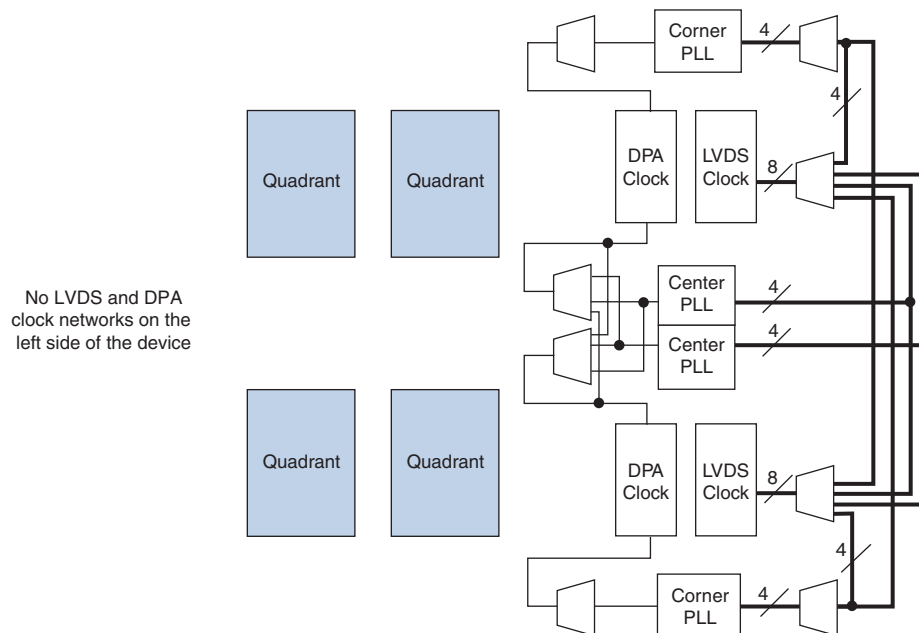 Corner
PLL
4
4
DPA
Clock
LVDS
Clock
8
Quadrant
Quadrant
No LVDS and DPA
clock networks on the
left side of the device
Center
PLL
4
Center
PLL
4
Quadrant
Quadrant
DPA
Clock
LVDS
Clock
8
4
Corner
PLL
4